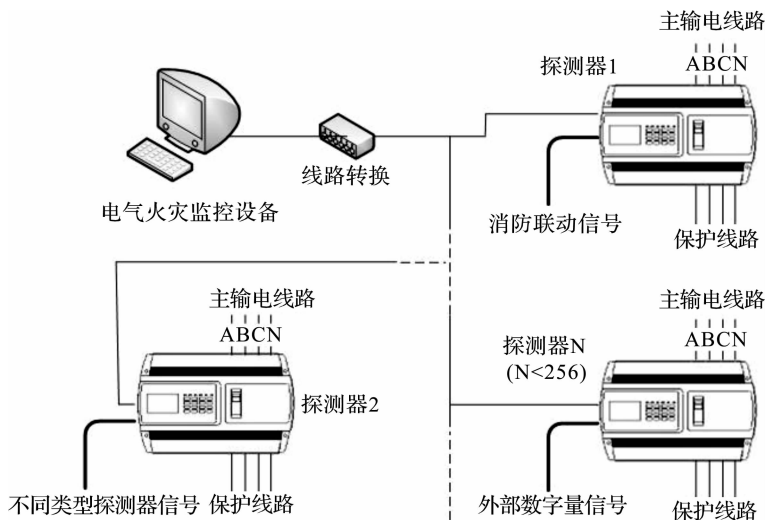 主输电线路
探测器1
ABCN
线路转换
电气火灾监控设备
消防联动信号
保护线路
主输电线路
ABCN
探测器2
不同类型探测器信号
保护线路
主输电线路
ABCN
探测器N
(N<256)
外部数字量信号
保护线路